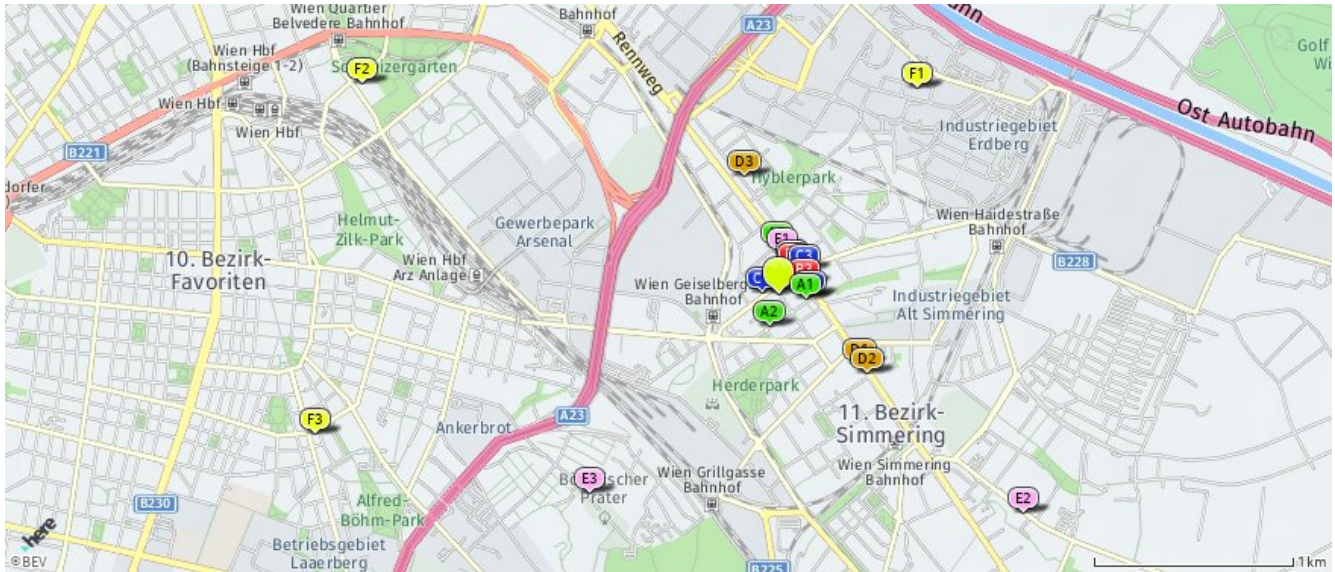 Wien Quartier
Belvedere Bahnhof
Bahnhof
A23
Wien Hbf
(Bahnsteige 1-2)
F2
Rennweg
F1
Golf
Wi
Wien Hbf
Wien Hbf
Ost Autobahn
Industriegebiet
Erdberg
B221
D3
Hyblerpark
dorfer
Helmut-
Zilk-Park
Gewerbepark
Arsenal
Wien Haidestraße
Bahnhof
E1
C3
10. Bezirk-
Favoriten
Wien Hbf
Arz Anlage
B228
Wien Geiselberg
Bahnhof
A1
A2
Industriegebiet
Alt Simmering
D1
D2
Herderpark
F3
A23
Ankerbrot
11. Bezirk-
Simmering
Wien Simmering
Bahnhof
E3
Prater
Wien Grillgasse
Bahnhof
E2
B230
Alfred-
Böhm-Park
Betriebsgebiet
Laaerberg
here
©BEV
B225
1km